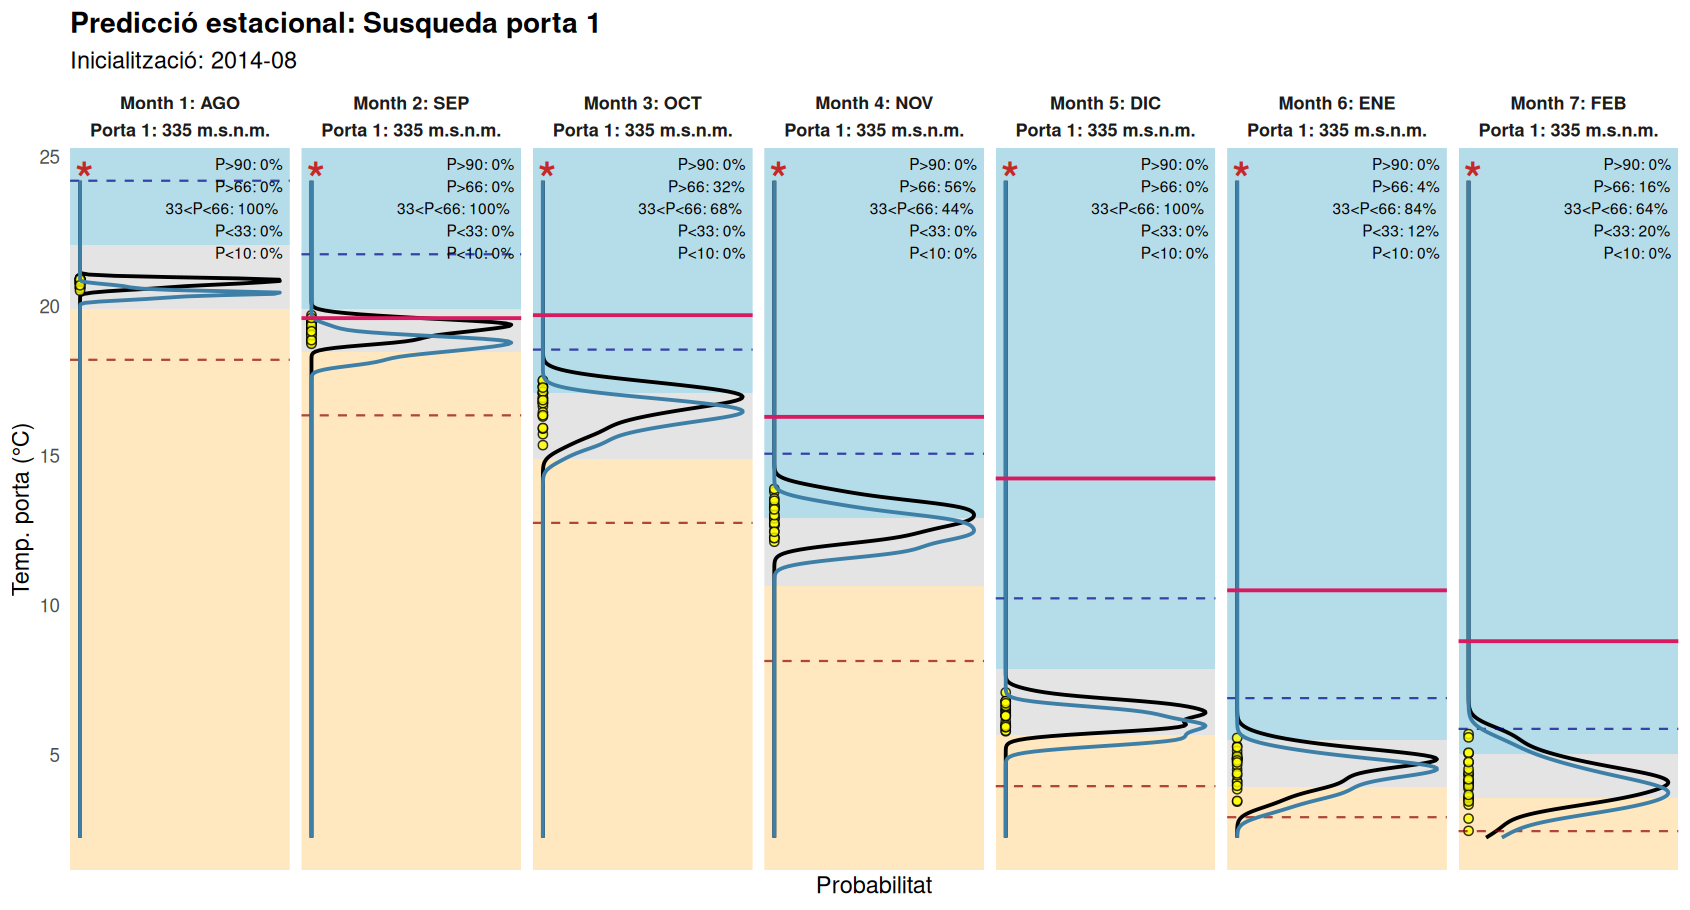 Predicció estacional: Susqueda porta 1
Inicialització: 2014-08
Month 1: AGO
Porta 1: 335 m.s.n.m.
Month 2: SEP
Porta 1: 335 m.s.n.m.
Month 3: OCT
Porta 1: 335 m.s.n.m.
Month 4: NOV
Porta 1: 335 m.s.n.m.
Month 5: DIC
Porta 1: 335 m.s.n.m.
Month 6: ENE
Porta 1: 335 m.s.n.m.
Month 7: FEB
Porta 1: 335 m.s.n.m.
Temp. porta (°C)
25
20
15
10
5
*
P>90: 0%
P>66: 0%
33<P<66: 100%
P<33: 0%
P<10: 0%
*
P>90: 0%
P>66: 0%
33<P<66: 100%
P<33: 0%
P<10: 0%
*
P>90: 0%
P>66: 32%
33<P<66: 68%
P<33: 0%
P<10: 0%
*
P>90: 0%
P>66: 56%
33<P<66: 44%
P<33: 0%
P<10: 0%
*
P>90: 0%
P>66: 0%
33<P<66: 100%
P<33: 0%
P<10: 0%
*
P>90: 0%
P>66: 4%
33<P<66: 84%
P<33: 12%
P<10: 0%
*
P>90: 0%
P>66: 16%
33<P<66: 64%
P<33: 20%
P<10: 0%
Probabilitat